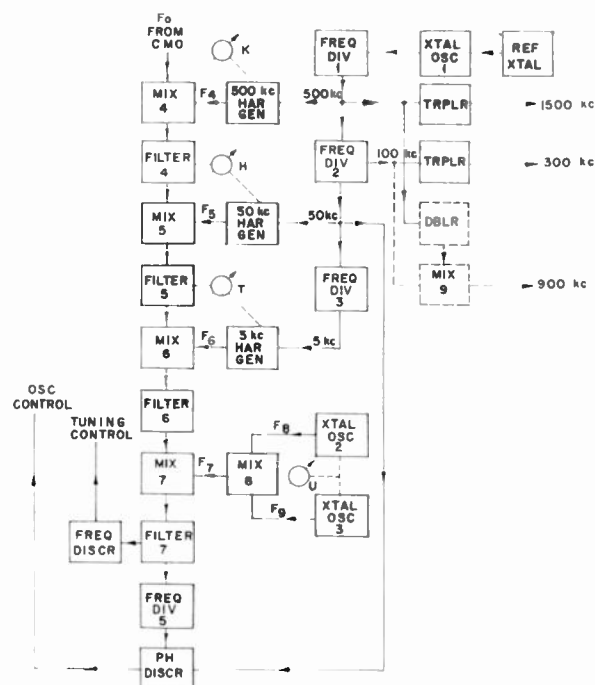 Fo
FROM
CMO
K
FREQ
DIV
XTAL
OSC
REF
XTAL
MIX
4
F4
500 kc
HAR
GEN
500kc
TRPLR
1500 kc
FILTER
4
H
FREQ
DIV
2
100 kc
TRPLR
300 kc
MIX
5
F5
50 kc
HAR
GEN
50kc
DBLR
FILTER
5
T
FREQ
DIV
3
MIX
9
900 kc
MIX
6
F6
5 kc
HAR
GEN
5 kc
OSC
CONTROL
TUNING
CONTROL
FILTER
6
F8
XTAL
OSC
2
MIX
7
F7
MIX
8
U
F9
XTAL
OSC
3
FREQ
DISCR
FILTER
7
FREQ
DIV
5
PH
DISCR